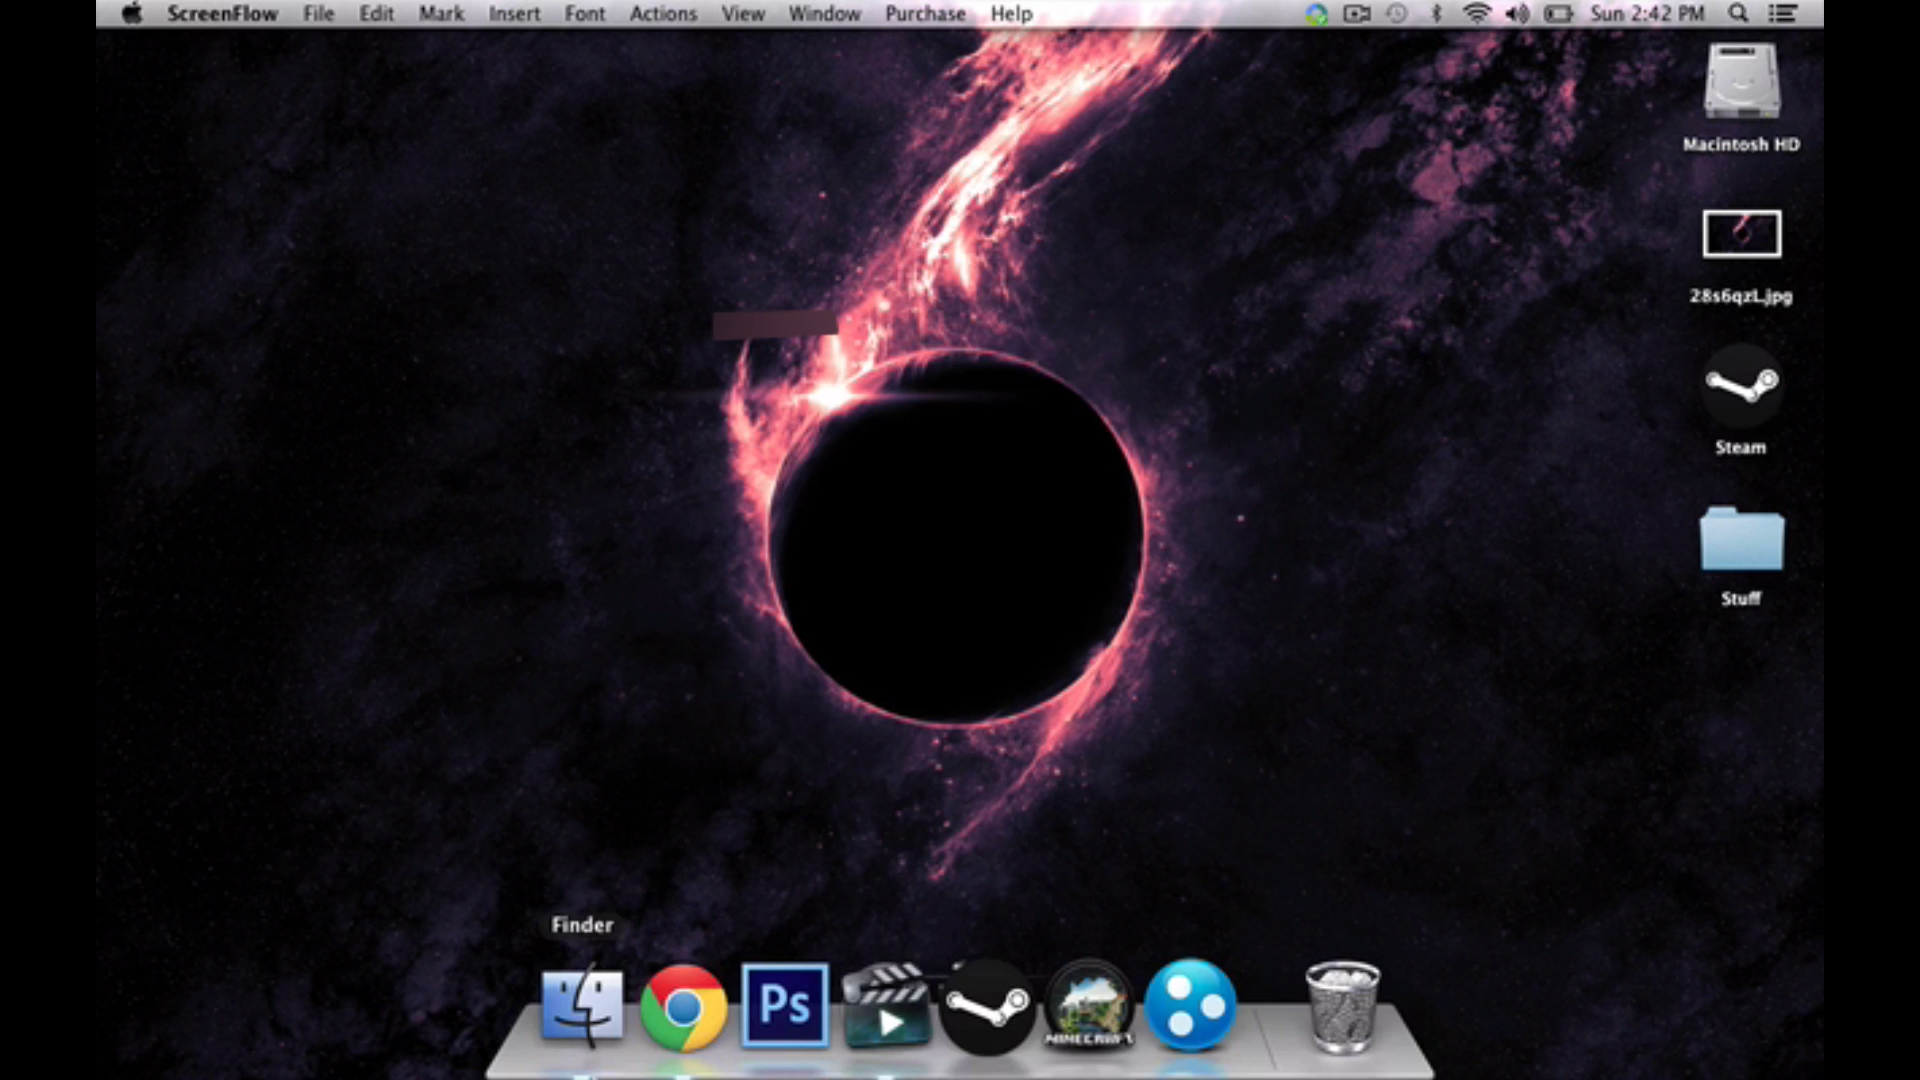 ScreenFlow File Edit Mark Insert Font Actions View Window Purchase Help Sun 2:42 PM
Macintosh HD
28s6qzL.jpg
Steam
Stuff
Finder
Ps
MINECRAFT